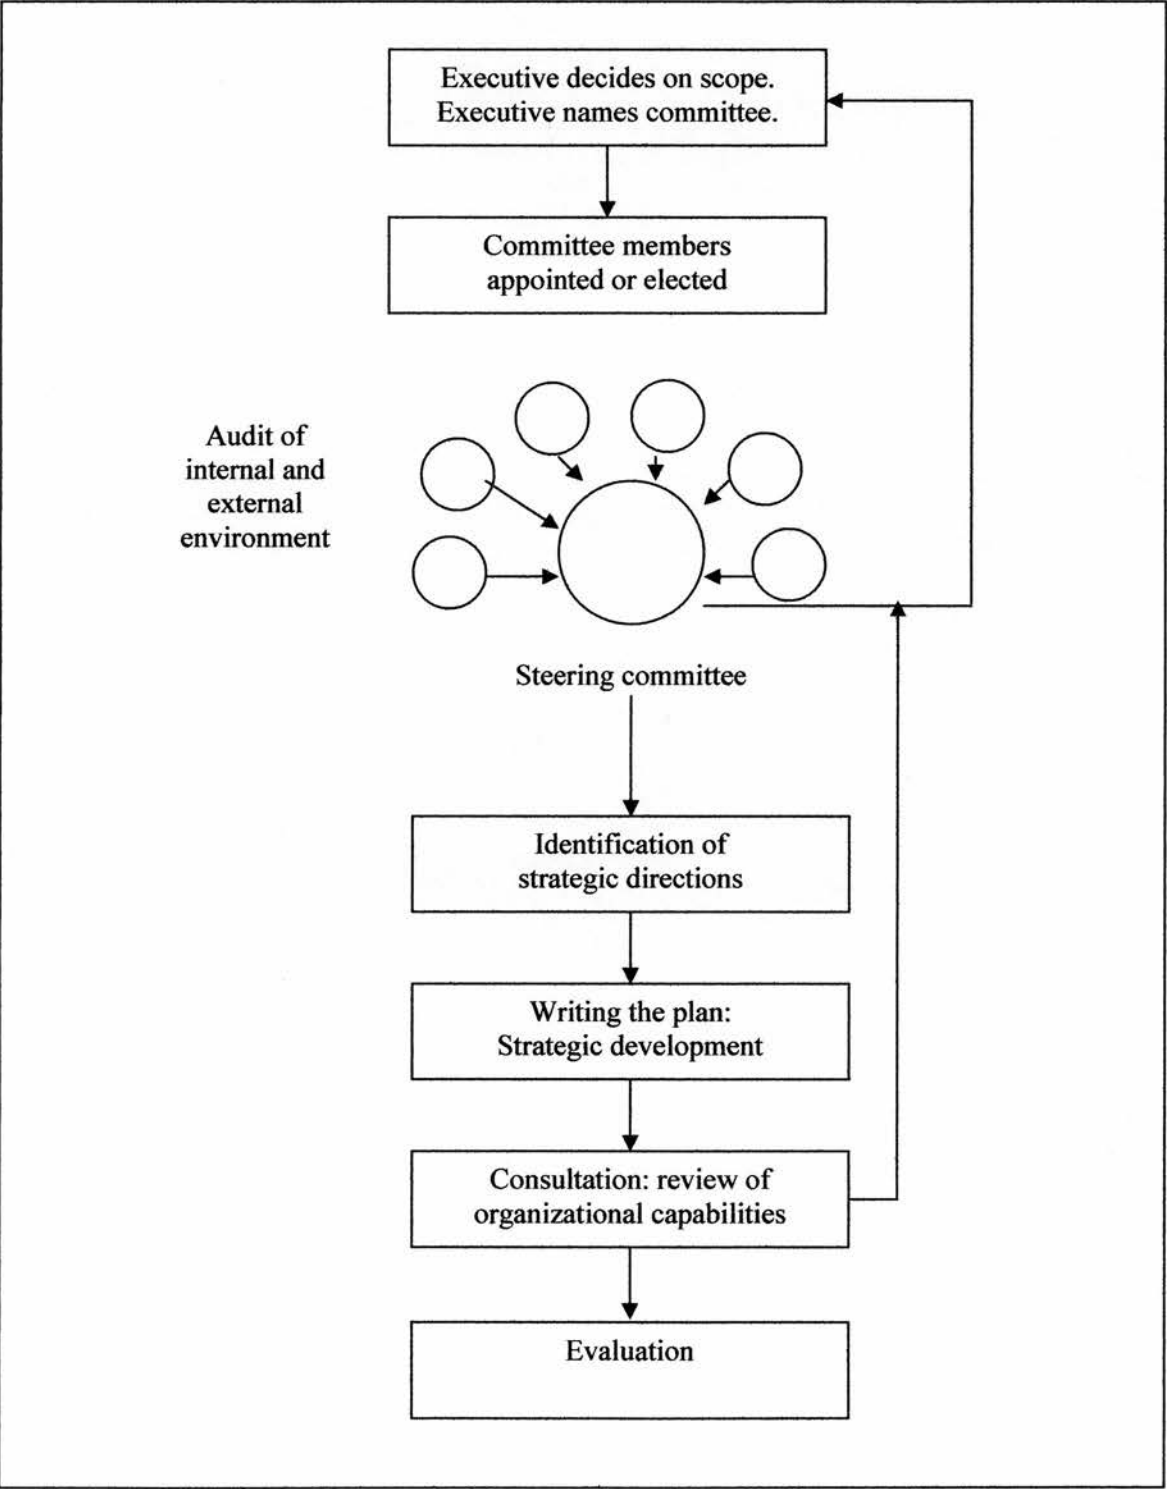 Executive decides on scope.
Executive names committee.
Committee members
appointed or elected
Audit of
internal and
external
environment
Steering committee
Identification of
strategic directions
Writing the plan:
Strategic development
Consultation: review of
organizational capabilities
Evaluation